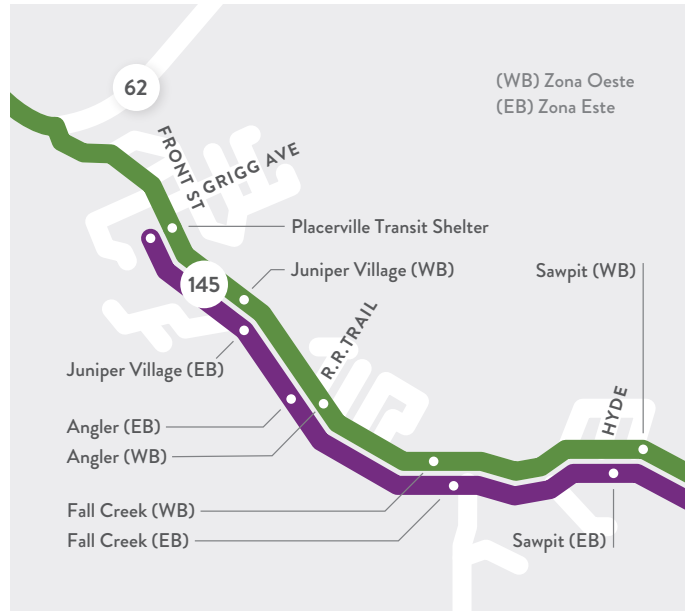 62
(WB) Zona Oeste
(EB) Zona Este
FRONT ST
GRIGG AVE
Placerville Transit Shelter
145
Juniper Village (WB)
Sawpit (WB)
R.R.TRAIL
Juniper Village (EB)
HYDE
Angler (EB)
Angler (WB)
Fall Creek (WB)
Fall Creek (EB)
Sawpit (EB)